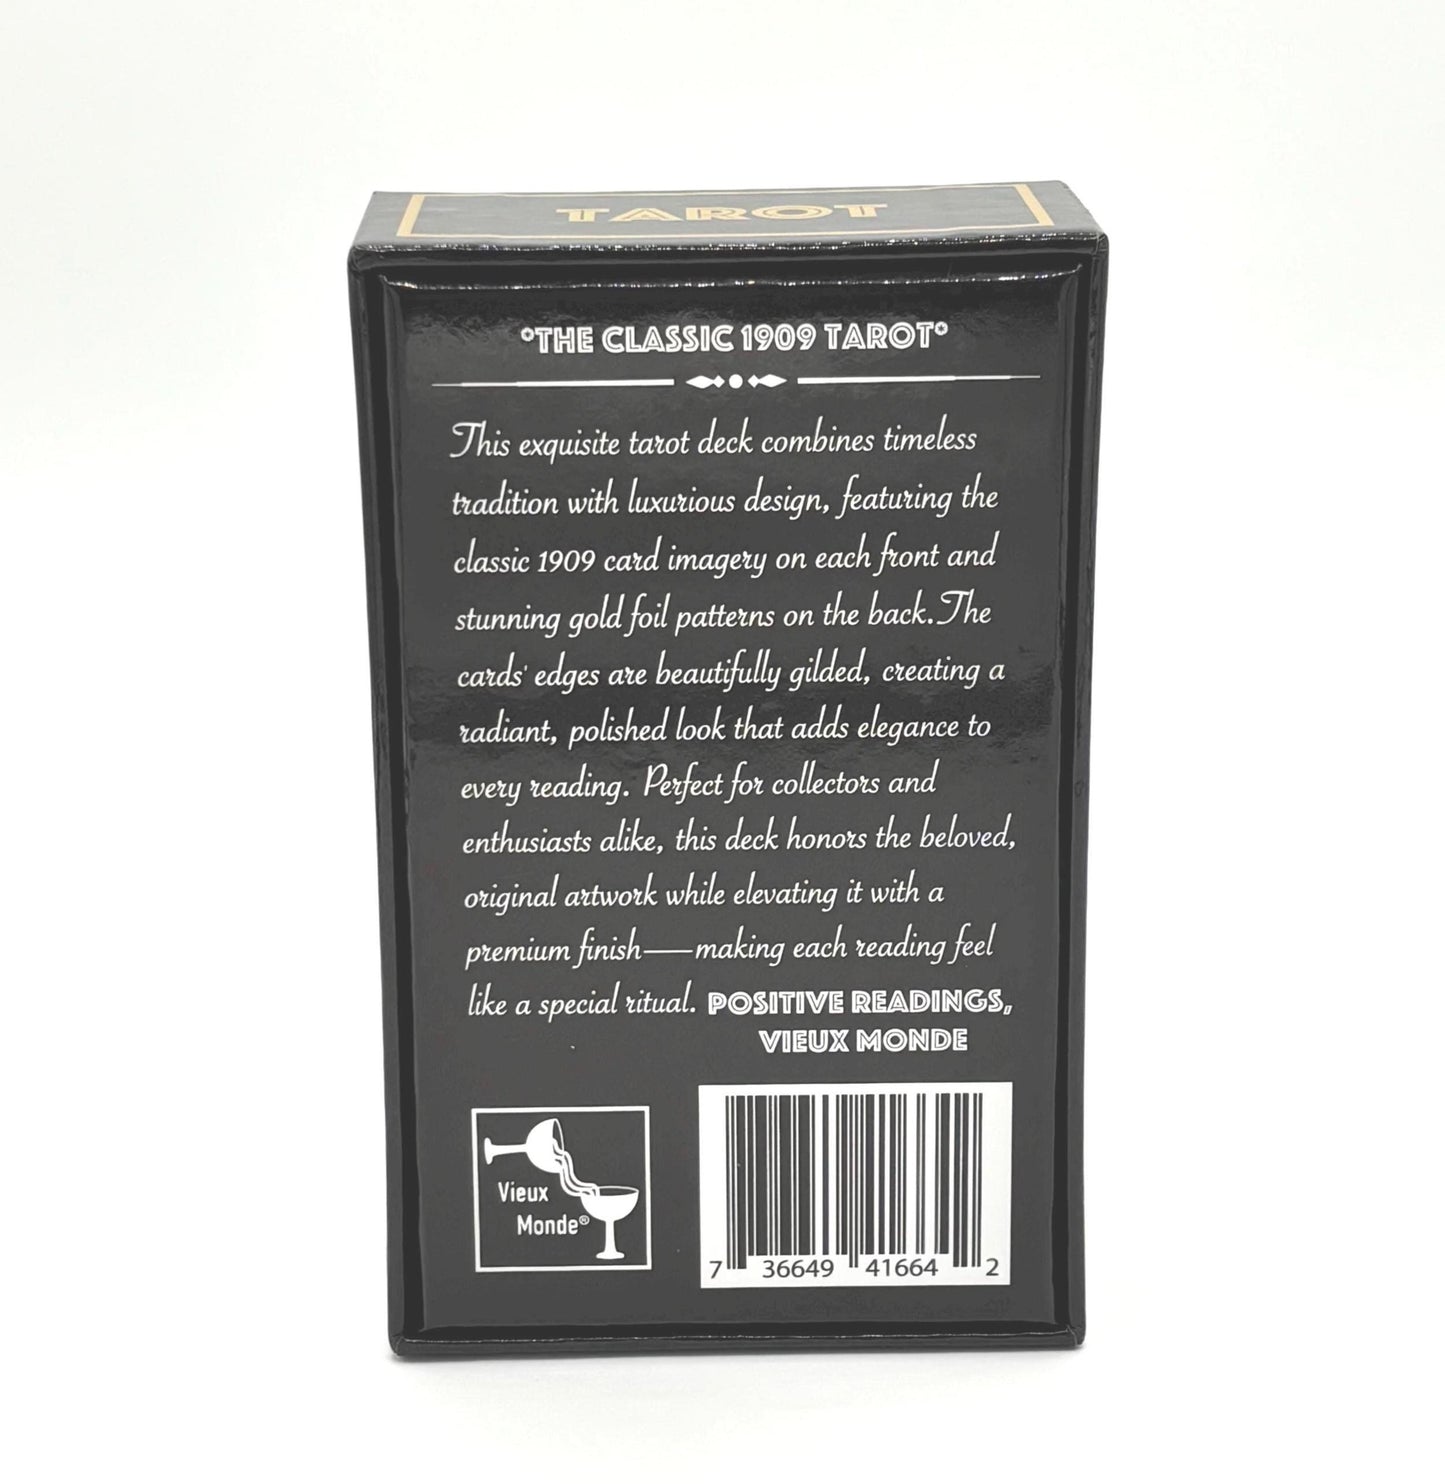 TAROT
*THE CLASSIC 1909 TAROT*
This exquisite tarot deck combines timeless
tradition with luxurious design, featuring the
classic 1909 card imagery on each front and
stunning gold foil patterns on the back.The
cards' edges are beautifully gilded, creating a
radiant, polished look that adds elegance to
every reading. Perfect for collectors and
enthusiasts alike, this deck honors the beloved,
original artwork while elevating it with a
premium finish—making each reading feel
like a special ritual. POSITIVE READINGS,
VIEUX MONDE
Vieux
Monde®
7 36649 41664 2